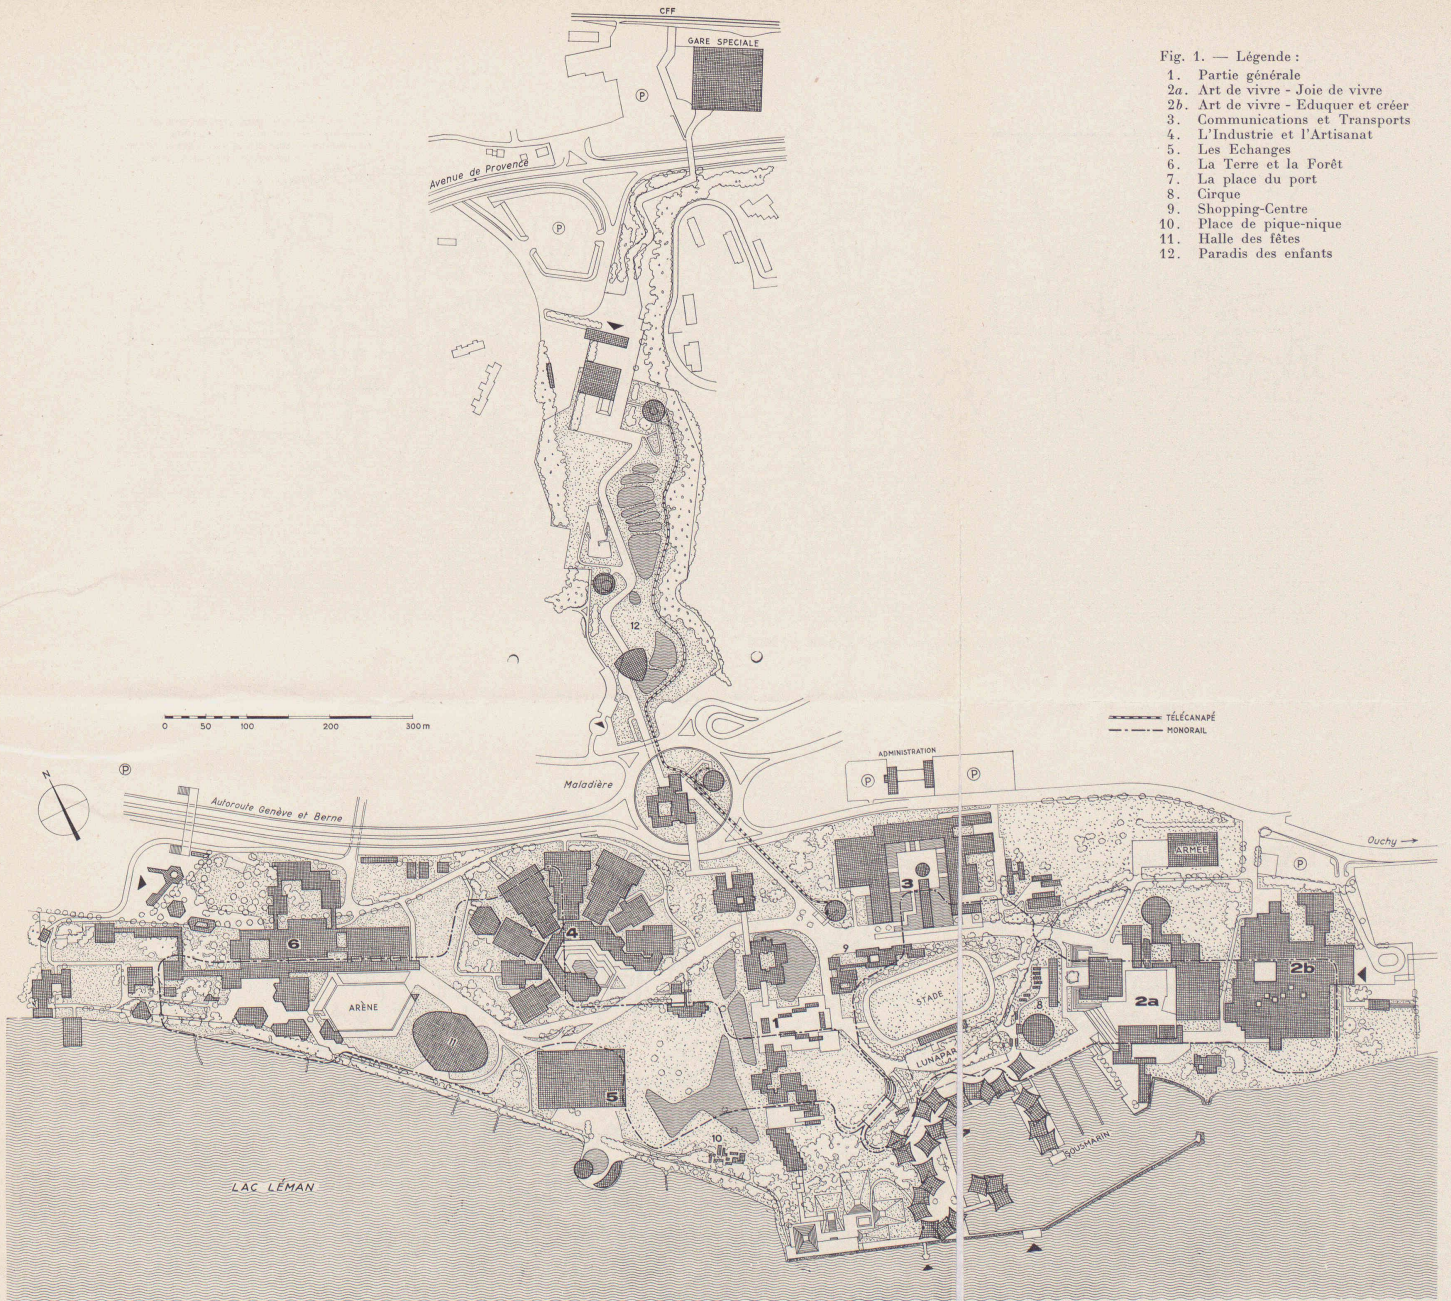 CFF
GARE SPECIALE
Fig. 1. — Légende :
1. Partie générale
2a. Art de vivre - Joie de vivre
2b. Art de vivre - Eduquer et créer
3. Communications et Transports
4. L'Industrie et l'Artisanat
5. Les Echanges
6. La Terre et la Forêt
7. La place du port
8. Cirque
9. Shopping-Centre
10. Place de pique-nique
11. Halle des fêtes
12. Paradis des enfants
P
Avenue de Provence
P
12
0 50 100 200 300 m
TÉLÉCANAPÉ
MONORAIL
ADMINISTRATION
P
P
P
N
Maladière
Autoroute Genève et Berne
Ouchy
ARMÉE
P
3
4
6
9
2b
2a
STADE
8
ARÈNE
1
11
LUNAPAR
5
10
SOUSMARIN
LAC LÉMAN